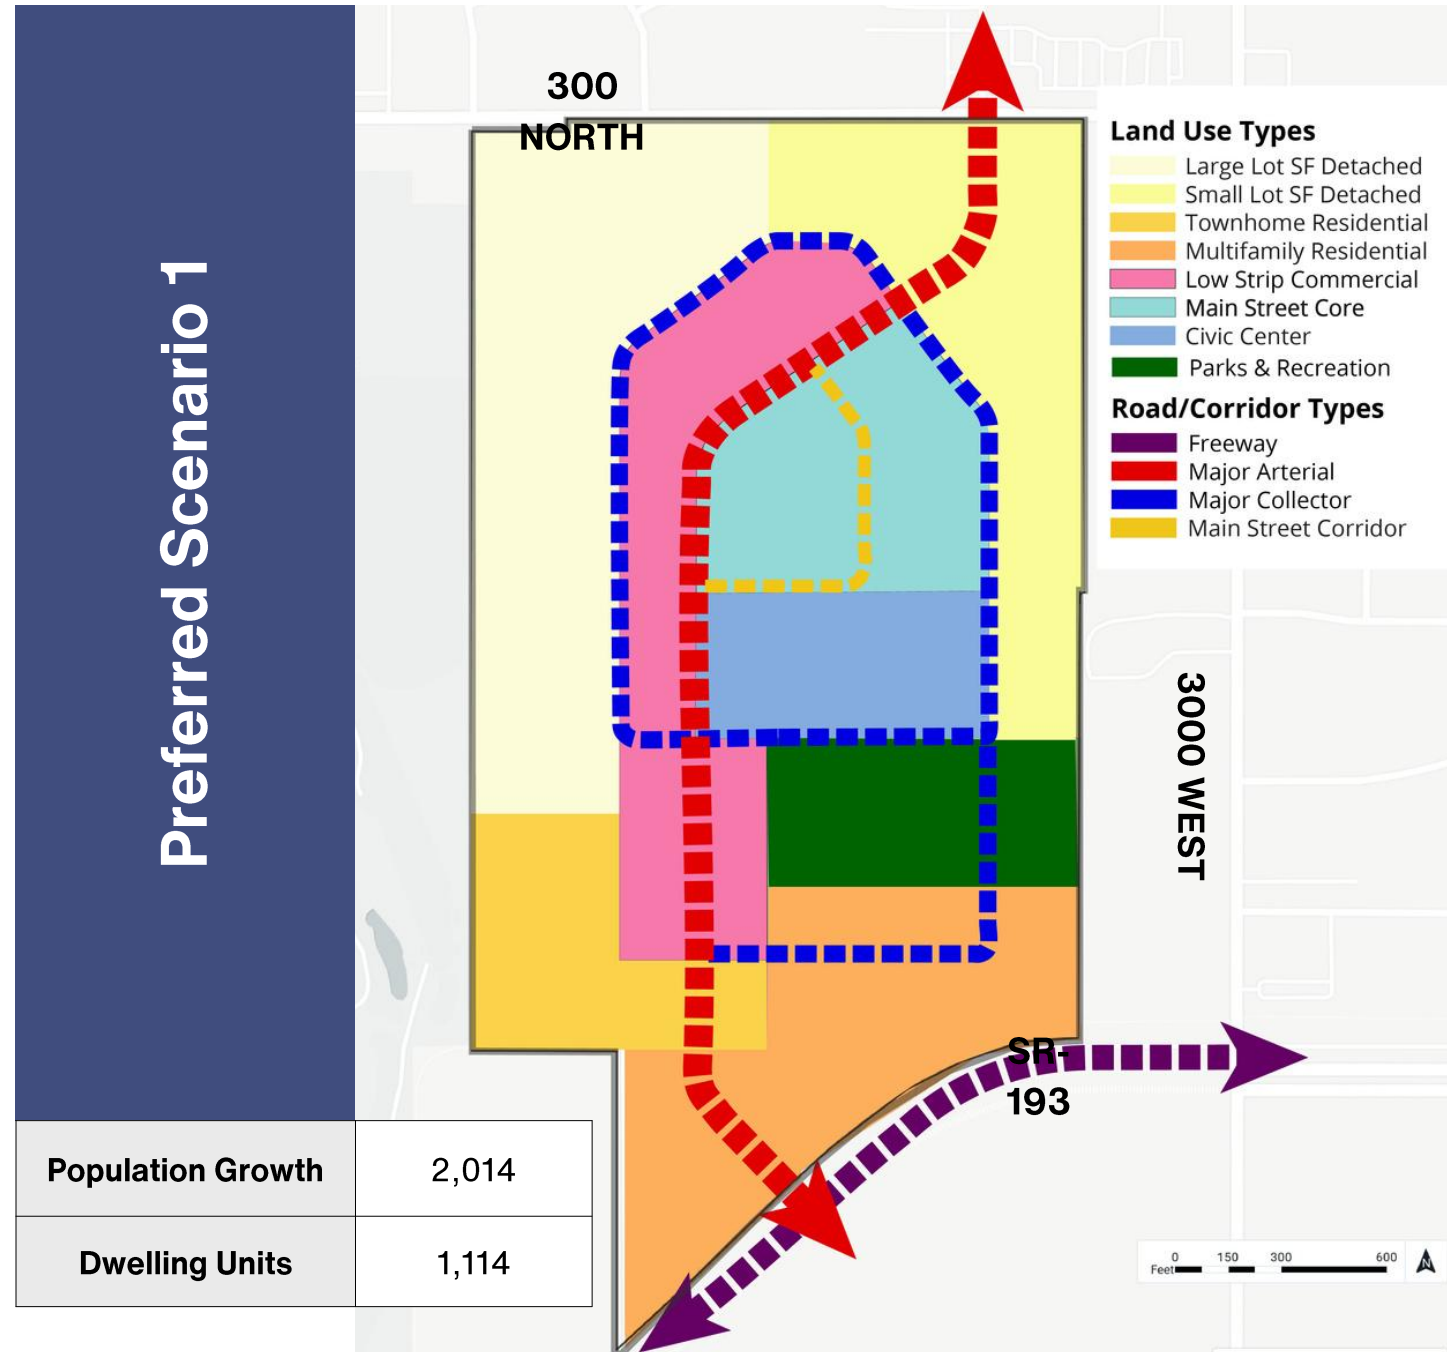 Preferred Scenario 1
300
NORTH
Land Use Types
Large Lot SF Detached
Small Lot SF Detached
Townhome Residential
Multifamily Residential
Low Strip Commercial
Main Street Core
Civic Center
Parks & Recreation
Road/Corridor Types
Freeway
Major Arterial
Major Collector
Main Street Corridor
3000 WEST
SR-
193
Population Growth 2,014
Dwelling Units 1,114
0 150 300 600
Feet
N